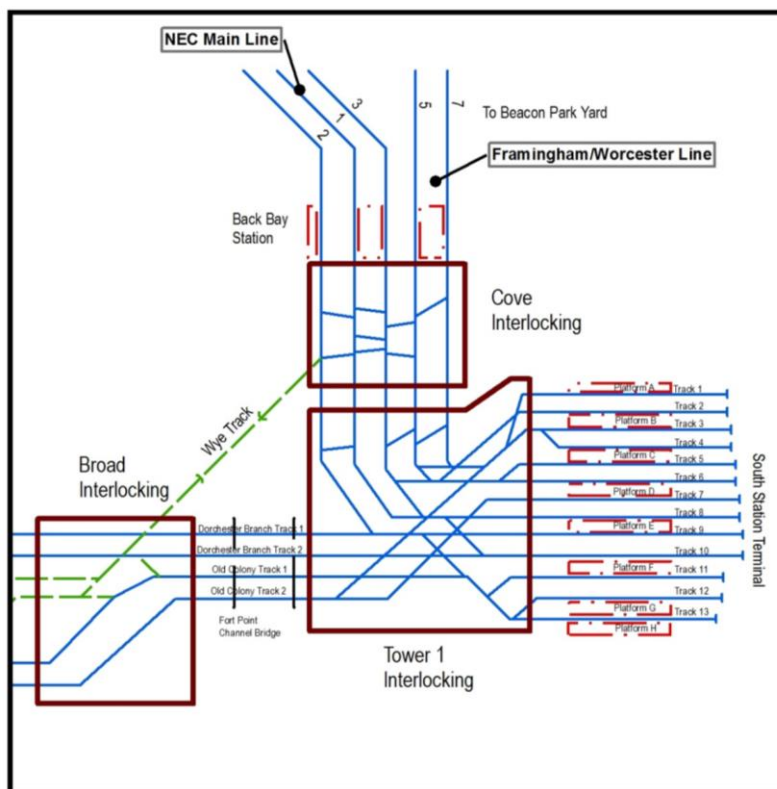 NEC Main Line
2
1
3
5
7
To Beacon Park Yard
Framingham/Worcester Line
Back Bay
Station
Cove
Interlocking
Wye Track
Broad
Interlocking
Dorchester Branch Track 1
Dorchester Branch Track 2
Old Colony Track 1
Old Colony Track 2
Fort Point
Channel Bridge
Tower 1
Interlocking
Platform A
Track 1
Track 2
Platform B
Track 3
Track 4
Platform C
Track 5
Track 6
Platform D
Track 7
Track 8
Platform E
Track 9
Track 10
Platform F
Track 11
Track 12
Platform G
Track 13
Platform H
South Station Terminal